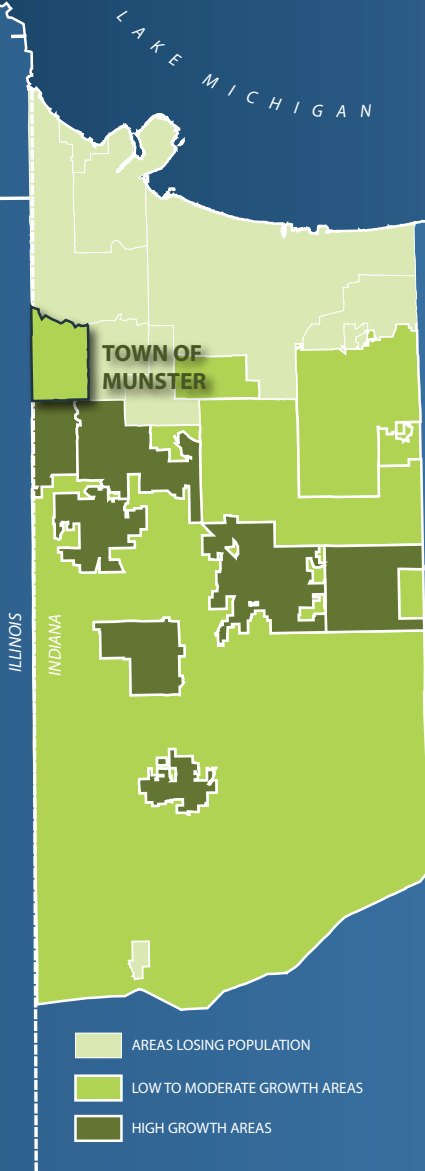 LAKE MICHIGAN
TOWN OF
MUNSTER
ILLINOIS
INDIANA
AREAS LOSING POPULATION
LOW TO MODERATE GROWTH AREAS
HIGH GROWTH AREAS